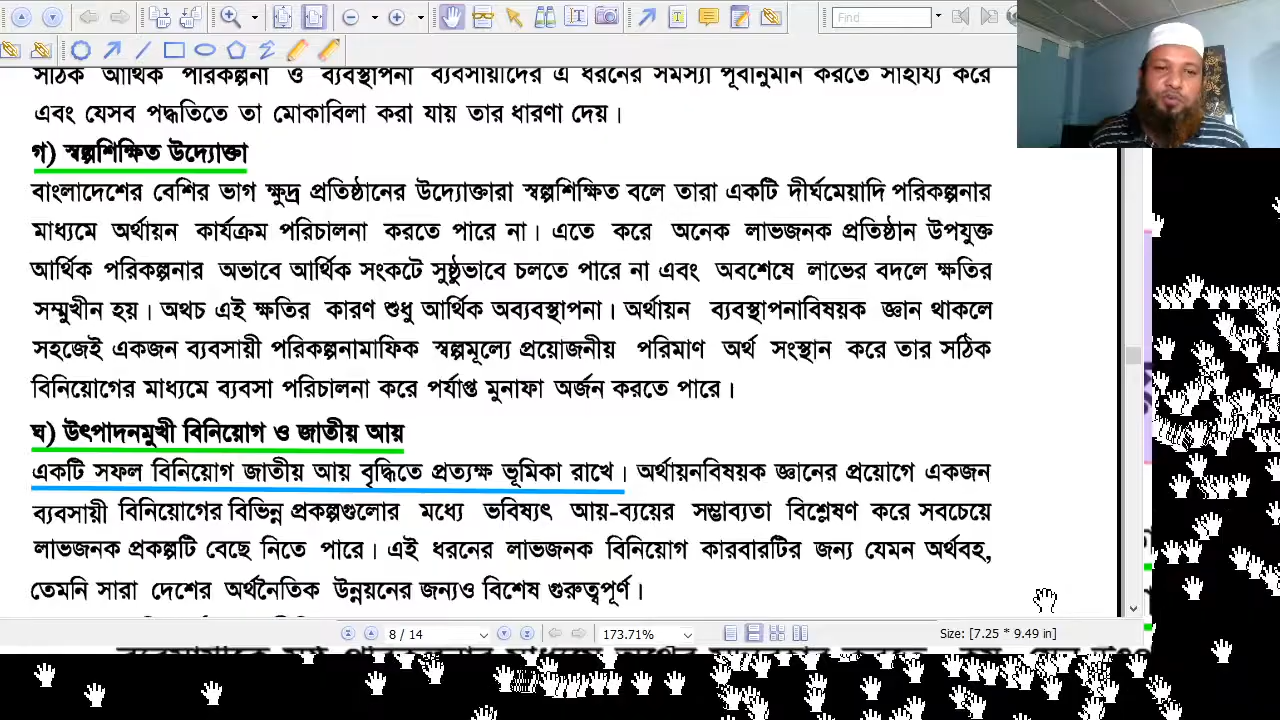 Find
সঠিক আর্থিক পরিকল্পনা ও ব্যবস্থাপনা ব্যবসায়ীদের এ ধরনের সমস্যা পূর্বানুমান করতে সাহায্য করে
এবং যেসব পদ্ধতিতে তা মোকাবিলা করা যায় তার ধারণা দেয়।
গ) স্বল্পশিক্ষিত উদ্যোক্তা
বাংলাদেশের বেশির ভাগ ক্ষুদ্র প্রতিষ্ঠানের উদ্যোক্তারা স্বল্পশিক্ষিত বলে তারা একটি দীর্ঘমেয়াদি পরিকল্পনার
মাধ্যমে অর্থায়ন কার্যক্রম পরিচালনা করতে পারে না। এতে করে অনেক লাভজনক প্রতিষ্ঠান উপযুক্ত
আর্থিক পরিকল্পনার অভাবে আর্থিক সংকটে সুষ্ঠুভাবে চলতে পারে না এবং অবশেষে লাভের বদলে ক্ষতির
সম্মুখীন হয়। অথচ এই ক্ষতির কারণ শুধু আর্থিক অব্যবস্থাপনা। অর্থায়ন ব্যবস্থাপনাবিষয়ক জ্ঞান থাকলে
সহজেই একজন ব্যবসায়ী পরিকল্পনামাফিক স্বল্পমূল্যে প্রয়োজনীয় পরিমাণ অর্থ সংস্থান করে তার সঠিক
বিনিয়োগের মাধ্যমে ব্যবসা পরিচালনা করে পর্যাপ্ত মুনাফা অর্জন করতে পারে।
ঘ) উৎপাদনমুখী বিনিয়োগ ও জাতীয় আয়
একটি সফল বিনিয়োগ জাতীয় আয় বৃদ্ধিতে প্রত্যক্ষ ভূমিকা রাখে। অর্থায়নবিষয়ক জ্ঞানের প্রয়োগে একজন
ব্যবসায়ী বিনিয়োগের বিভিন্ন প্রকল্পগুলোর মধ্যে ভবিষ্যৎ আয়-ব্যয়ের সম্ভাব্যতা বিশ্লেষণ করে সবচেয়ে
লাভজনক প্রকল্পটি বেছে নিতে পারে। এই ধরনের লাভজনক বিনিয়োগ কারবারটির জন্য যেমন অর্থবহ,
তেমনি সারা দেশের অর্থনৈতিক উন্নয়নের জন্যও বিশেষ গুরুত্বপূর্ণ।
8 / 14 173.71% Size: [7.25 * 9.49 in]